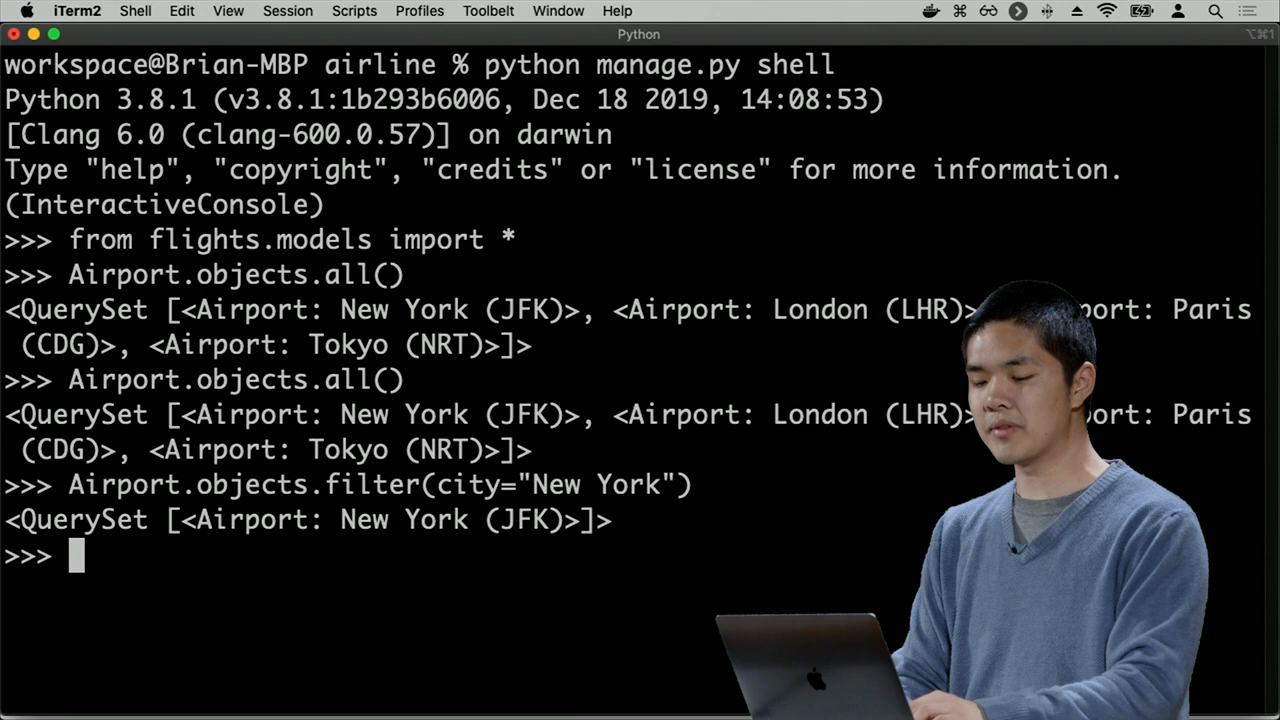 iTerm2 Shell Edit View Session Scripts Profiles Toolbelt Window Help
Python
⌥⌘1
workspace@Brian-MBP airline % python manage.py shell
Python 3.8.1 (v3.8.1:1b293b6006, Dec 18 2019, 14:08:53)
[Clang 6.0 (clang-600.0.57)] on darwin
Type "help", "copyright", "credits" or "license" for more information.
(InteractiveConsole)
>>> from flights.models import *
>>> Airport.objects.all()
<QuerySet [<Airport: New York (JFK)>, <Airport: London (LHR)> port: Paris
(CDG)>, <Airport: Tokyo (NRT)>]>
>>> Airport.objects.all()
<QuerySet [<Airport: New York (JFK)>, <Airport: London (LHR)> port: Paris
(CDG)>, <Airport: Tokyo (NRT)>]>
>>> Airport.objects.filter(city="New York")
<QuerySet [<Airport: New York (JFK)>]>
>>>